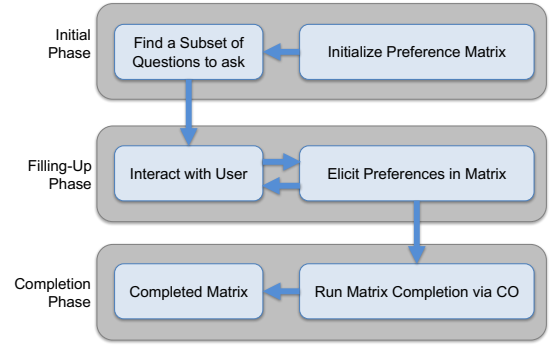 Initial
Phase
Find a Subset of
Questions to ask
Initialize Preference Matrix
Filling-Up
Phase
Interact with User
Elicit Preferences in Matrix
Completion
Phase
Completed Matrix
Run Matrix Completion via CO